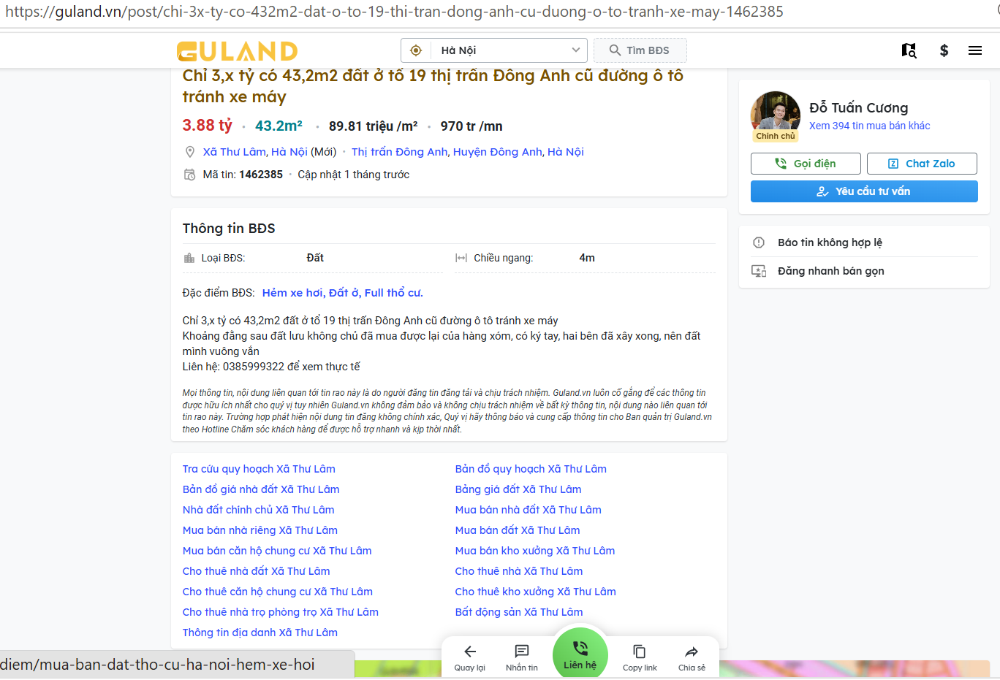 https://guland.vn/post/chi-3x-ty-co-432m2-dat-o-to-19-thi-tran-dong-anh-cu-duong-o-to-tranh-xe-may-1462385
GULAND
Hà Nội
Tìm BĐS
$
Chỉ 3,x tỷ có 43,2m2 đất ở tổ 19 thị trấn Đông Anh cũ đường ô tô
tránh xe máy
3.88 tỷ • 43.2m² • 89.81 triệu /m² • 970 tr /mn
Xã Thư Lâm, Hà Nội (Mới) • Thị trấn Đông Anh, Huyện Đông Anh, Hà Nội
Mã tin: 1462385 • Cập nhật 1 tháng trước
Thông tin BĐS
Loại BĐS: Đất
Chiều ngang: 4m
Đặc điểm BĐS: Hẻm xe hơi, Đất ở, Full thổ cư.
Chỉ 3,x tỷ có 43,2m2 đất ở tổ 19 thị trấn Đông Anh cũ đường ô tô tránh xe máy
Khoảng đằng sau đất lưu không chủ đã mua được lại của hàng xóm, có ký tay, hai bên đã xây xong, nên đất
mình vuông vắn
Liên hệ: 0385999322 để xem thực tế
Mọi thông tin, nội dung liên quan tới tin rao này là do người đăng tin đăng tải và chịu trách nhiệm. Guland.vn luôn cố gắng để các thông tin
được hữu ích nhất cho quý vị tuy nhiên Guland.vn không đảm bảo và không chịu trách nhiệm về bất kỳ thông tin, nội dung nào liên quan tới
tin rao này. Trường hợp phát hiện nội dung tin đăng không chính xác, Quý vị hãy thông báo và cung cấp thông tin cho Ban quản trị Guland.vn
theo Hotline Chăm sóc khách hàng để được hỗ trợ nhanh và kịp thời nhất.
Tra cứu quy hoạch Xã Thư Lâm
Bản đồ quy hoạch Xã Thư Lâm
Bản đồ giá nhà đất Xã Thư Lâm
Bảng giá đất Xã Thư Lâm
Nhà đất chính chủ Xã Thư Lâm
Mua bán nhà đất Xã Thư Lâm
Mua bán nhà riêng Xã Thư Lâm
Mua bán đất Xã Thư Lâm
Mua bán căn hộ chung cư Xã Thư Lâm
Mua bán kho xưởng Xã Thư Lâm
Cho thuê nhà đất Xã Thư Lâm
Cho thuê nhà Xã Thư Lâm
Cho thuê căn hộ chung cư Xã Thư Lâm
Cho thuê kho xưởng Xã Thư Lâm
Cho thuê nhà trọ phòng trọ Xã Thư Lâm
Bất động sản Xã Thư Lâm
Thông tin địa danh Xã Thư Lâm
Đỗ Tuấn Cương
Xem 394 tin mua bán khác
Chính chủ
Gọi điện
Chat Zalo
Yêu cầu tư vấn
Báo tin không hợp lệ
Đăng nhanh bán gọn
Quay lại
Nhắn tin
Liên hệ
Copy link
Chia sẻ
diem/mua-ban-dat-tho-cu-ha-noi-hem-xe-hoi